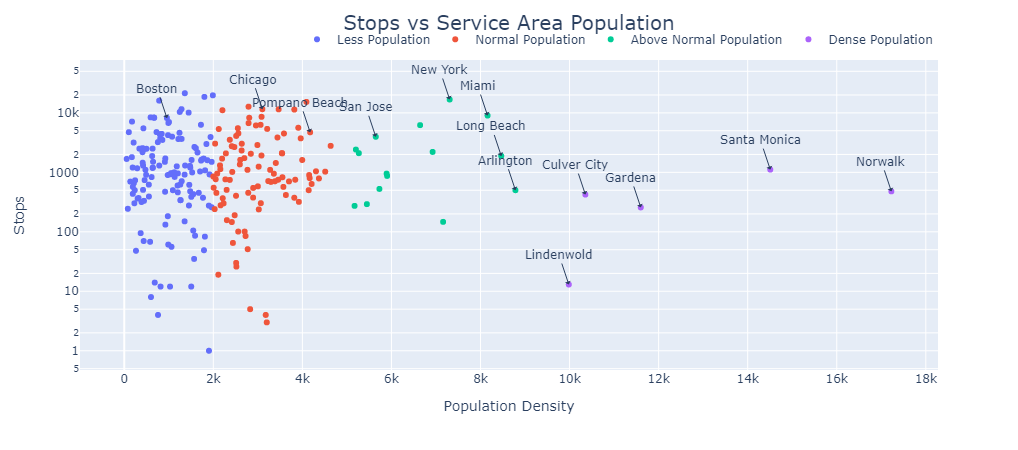 Stops vs Service Area Population
Less Population
Normal Population
Above Normal Population
Dense Population
5
2
10k
5
2
1000
5
2
100
5
2
10
5
2
1
5
Stops
New York
Chicago
Miami
Boston
Pompano Beach
San Jose
Long Beach
Santa Monica
Arlington
Culver City
Norwalk
Gardena
Lindenwold
0
2k
4k
6k
8k
10k
12k
14k
16k
18k
Population Density